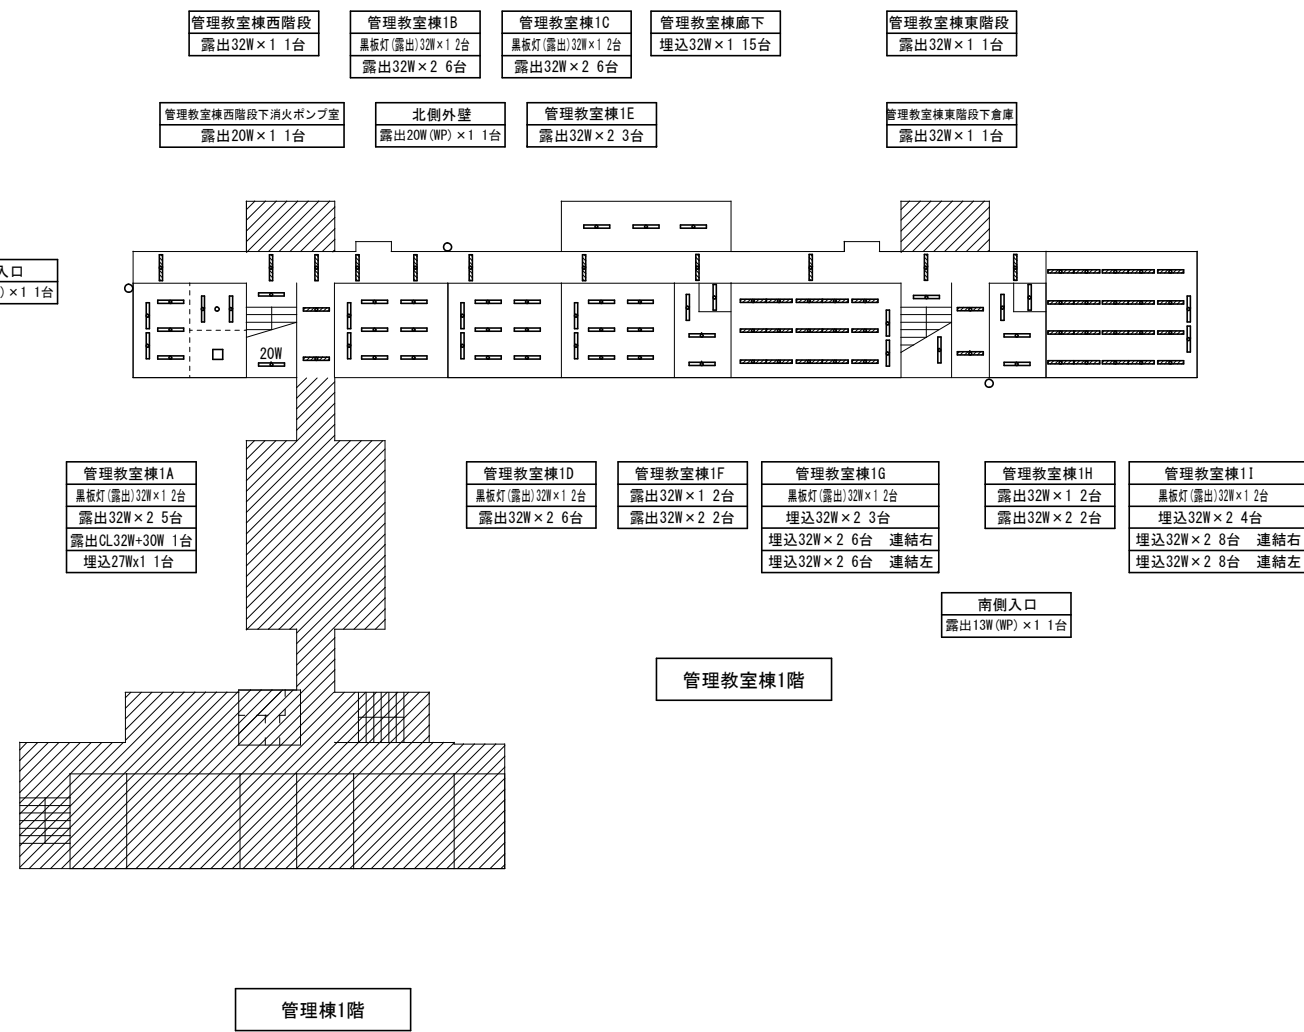 管理教室棟西階段
露出32W×1 1台
管理教室棟1B
黒板灯(露出)32W×1 2台
露出32W×2 6台
管理教室棟1C
黒板灯(露出)32W×1 2台
露出32W×2 6台
管理教室棟廊下
埋込32W×1 15台
管理教室棟東階段
露出32W×1 1台
管理教室棟西階段下消火ポンプ室
露出20W×1 1台
北側外壁
露出20W(WP)×1 1台
管理教室棟1E
露出32W×2 3台
管理教室棟東階段下倉庫
露出32W×1 1台
入口
)×1 1台
20W
管理教室棟1A
黒板灯(露出)32W×1 2台
露出32W×2 5台
露出CL32W+30W 1台
埋込27Wx1 1台
管理教室棟1D
黒板灯(露出)32W×1 2台
露出32W×2 6台
管理教室棟1F
露出32W×1 2台
露出32W×2 2台
管理教室棟1G
黒板灯(露出)32W×1 2台
埋込32W×2 3台
埋込32W×2 6台 連結右
埋込32W×2 6台 連結左
管理教室棟1H
露出32W×1 2台
露出32W×2 2台
管理教室棟1I
黒板灯(露出)32W×1 2台
埋込32W×2 4台
埋込32W×2 8台 連結右
埋込32W×2 8台 連結左
南側入口
露出13W(WP)×1 1台
管理教室棟1階
管理棟1階